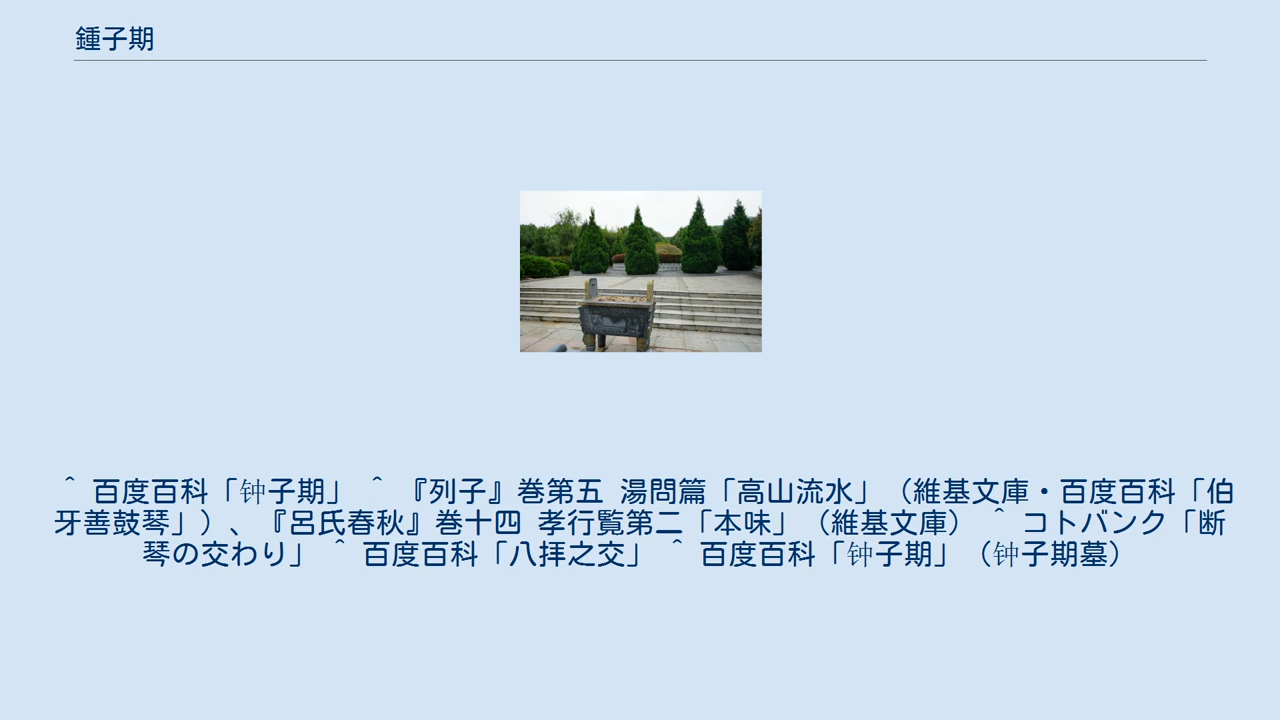 鍾子期
^ 百度百科「钟子期」 ^ 『列子』巻第五 湯問篇「高山流水」（維基文庫・百度百科「伯
牙善鼓琴」）、『呂氏春秋』巻十四 孝行覧第二「本味」（維基文庫） ^ コトバンク「断
琴の交わり」 ^ 百度百科「八拝之交」 ^ 百度百科「钟子期」（钟子期墓）